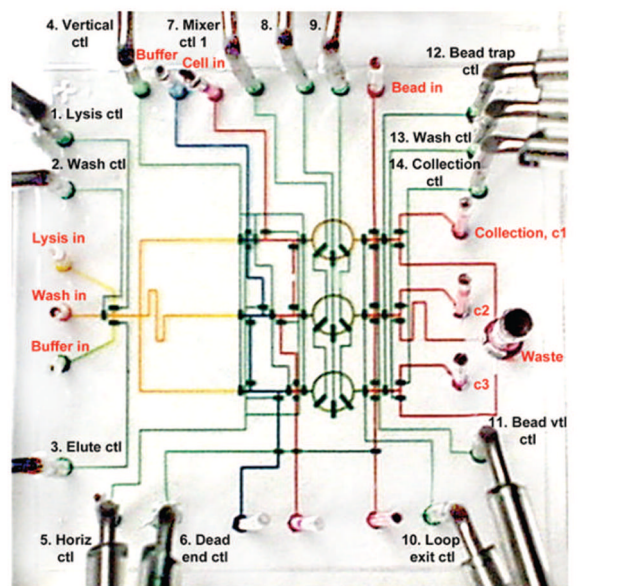 4. Vertical
ctl
7. Mixer
ctl 1
8.
9.
Buffer
Cell in
Bead in
12. Bead trap
ctl
1. Lysis ctl
13. Wash ctl
2. Wash ctl
14. Collection
ctl
Lysis in
Collection, c1
Wash in
c2
Buffer in
Waste
c3
11. Bead vtl
ctl
3. Elute ctl
5. Horiz
ctl
6. Dead
end ctl
10. Loop
exit ctl